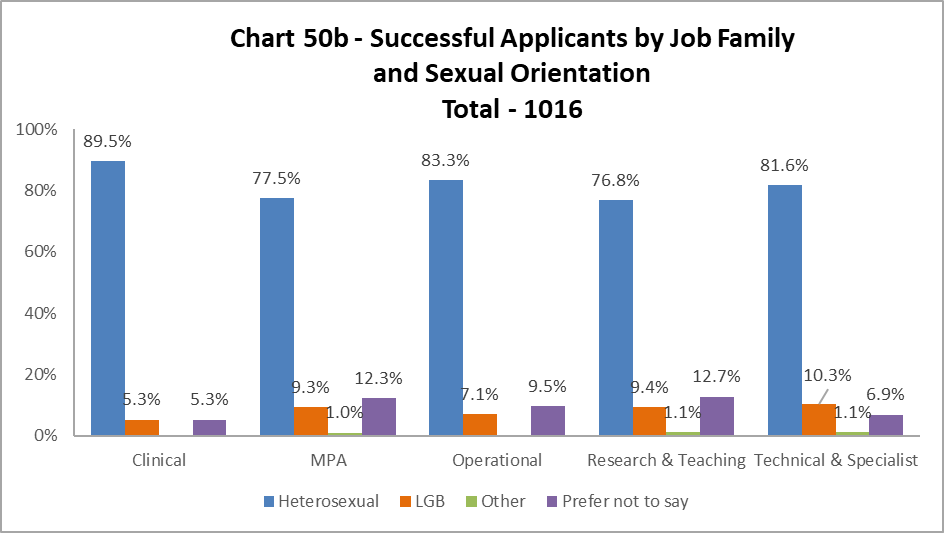 Chart 50b - Successful Applicants by Job Family
and Sexual Orientation
Total - 1016
100%
80%
60%
40%
20%
0%
89.5%
5.3%
5.3%
77.5%
9.3%
1.0%
12.3%
83.3%
7.1%
9.5%
76.8%
9.4%
1.1%
12.7%
81.6%
10.3%
1.1%
6.9%
Clinical
MPA
Operational
Research & Teaching
Technical & Specialist
Heterosexual
LGB
Other
Prefer not to say